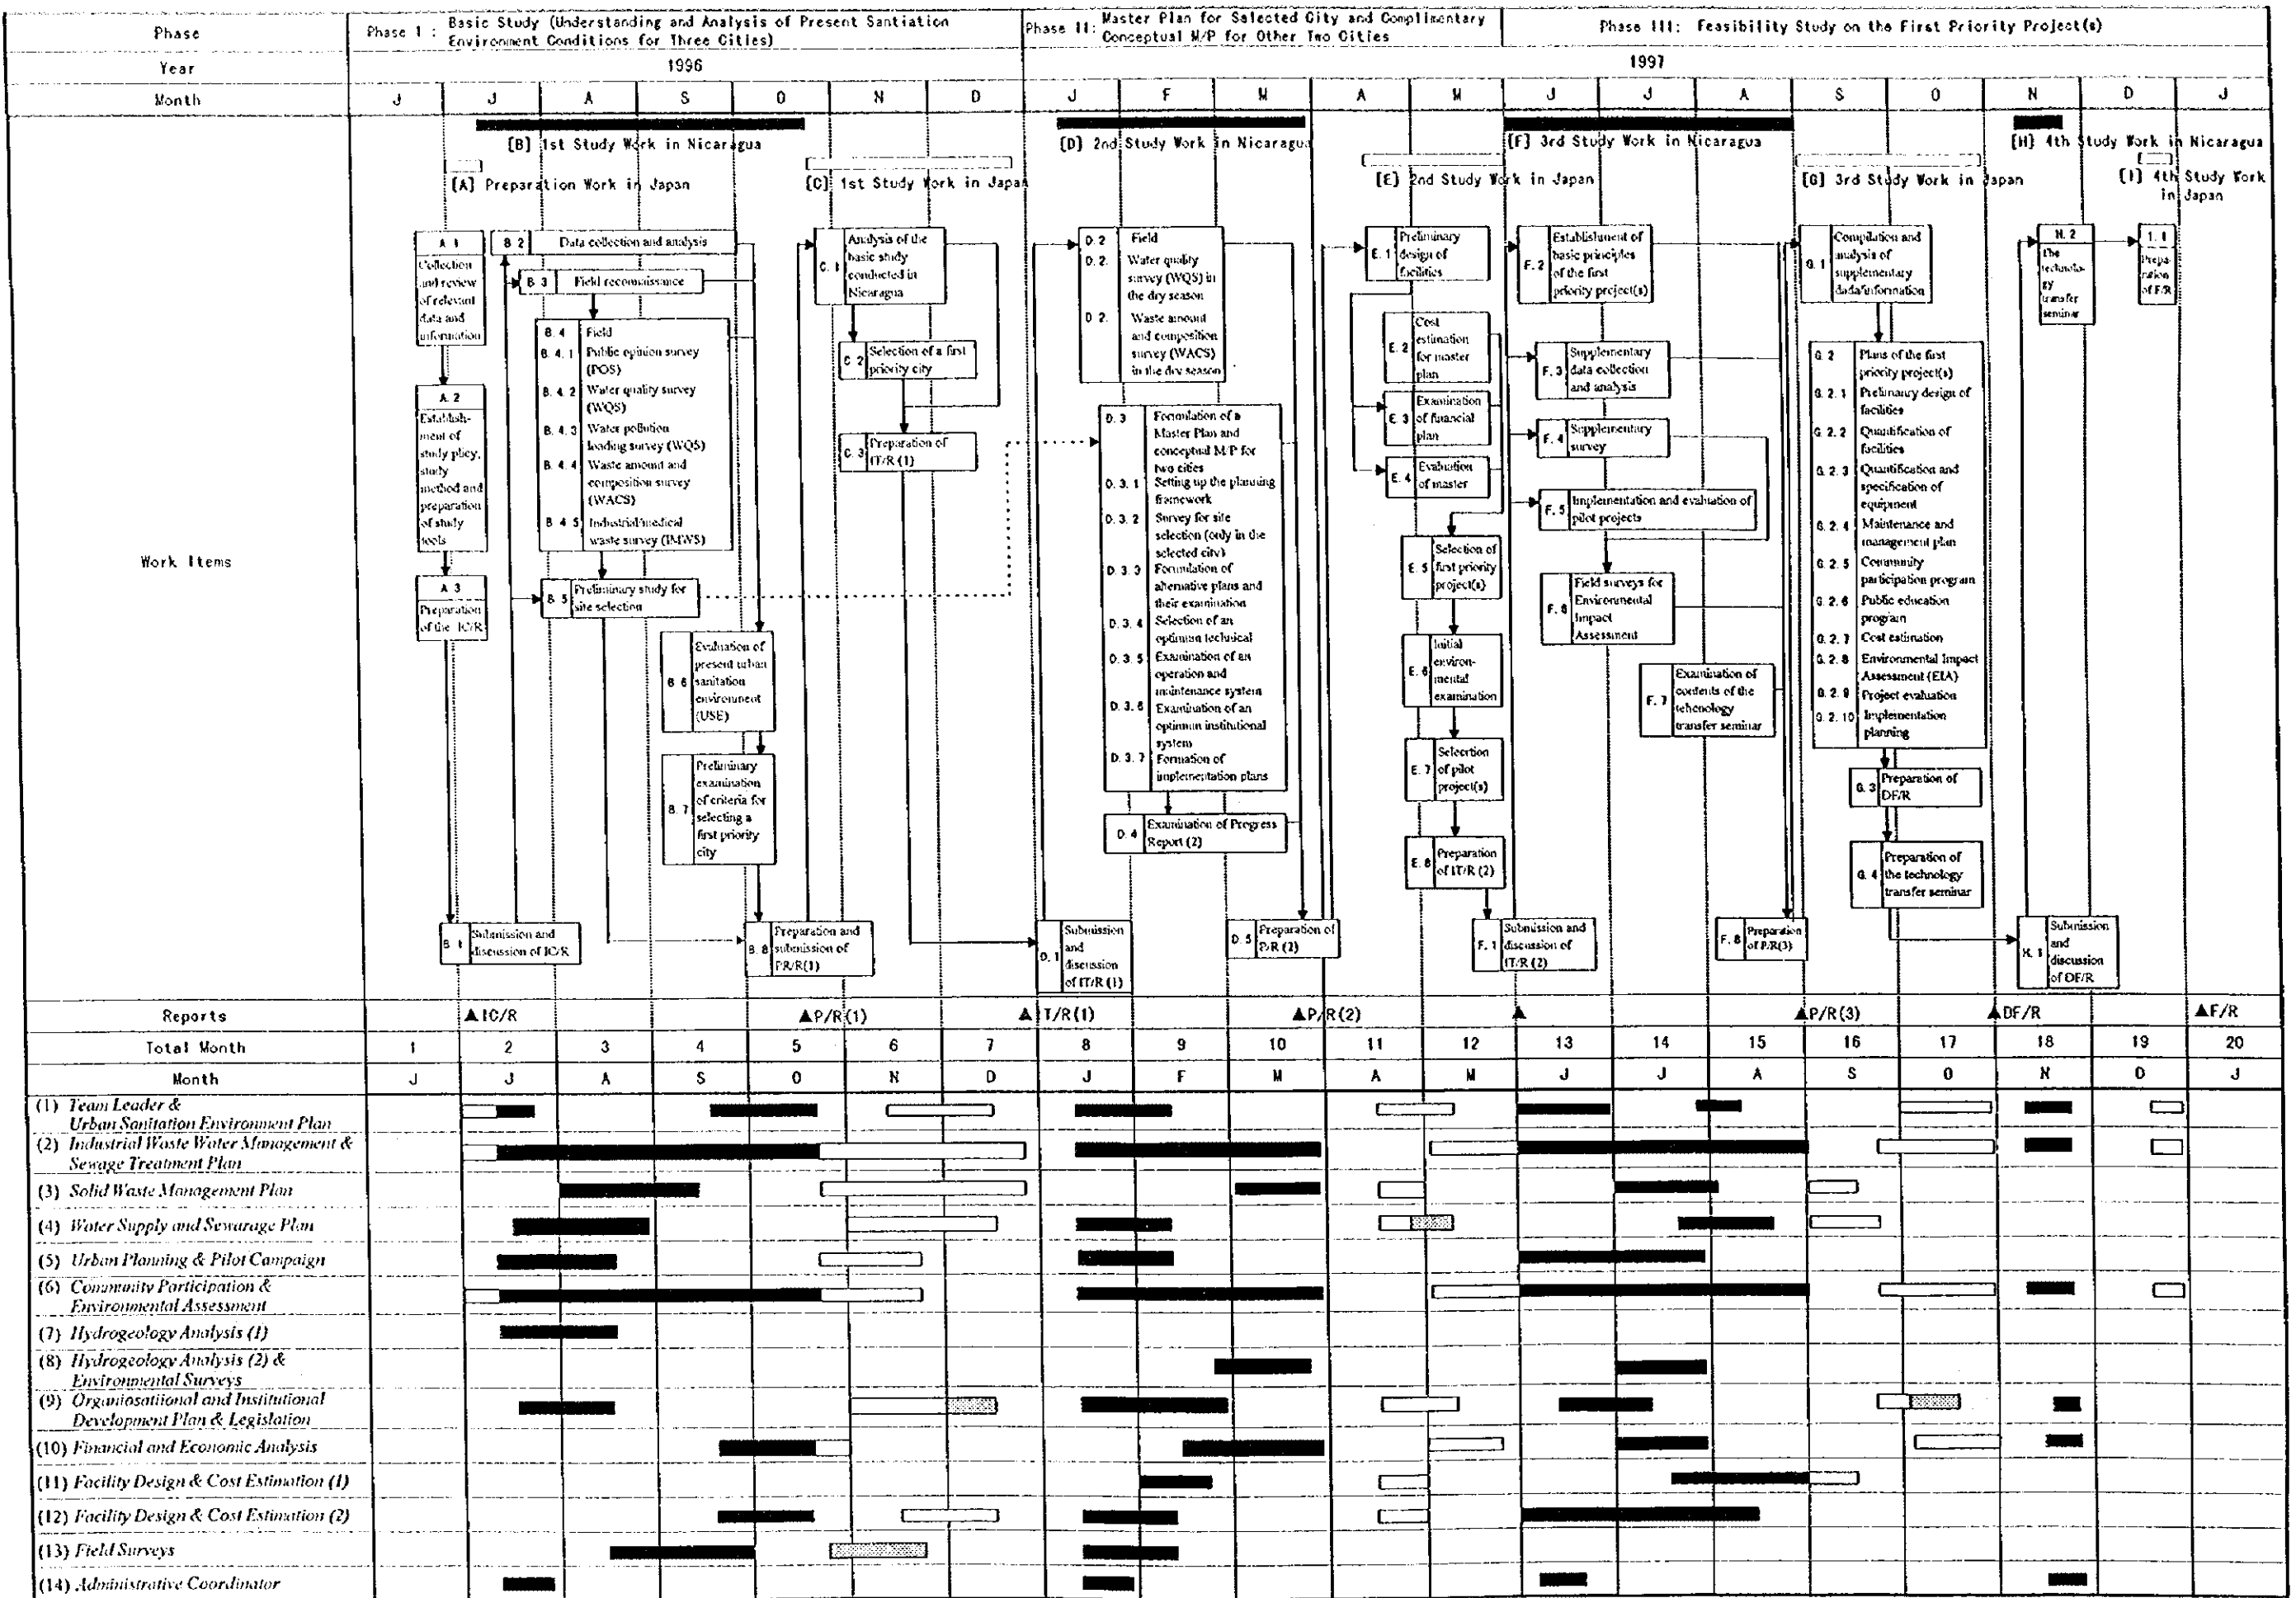 Phase
Phase I : Basic Study (Understanding and Analysis of Present Santiation
Environment Conditions for Three Cities)
Phase II: Master Plan for Selected City and Complimentary
Conceptual M/P for Other Two Cities
Phase III: Feasibility Study on the First Priority Project(s)
Year
1996
1997
Month
J J A S O N D J F M A M J J A S O N D J
[B] 1st Study Work in Nicaragua
[D] 2nd Study Work in Nicaragua
[F] 3rd Study Work in Nicaragua
[H] 4th Study Work in Nicaragua
[A] Preparation Work in Japan
[C] 1st Study Work in Japan
[E] 2nd Study Work in Japan
[G] 3rd Study Work in Japan
[I] 4th Study Work
in Japan
Work Items
A.1
Collection
and review
of relevant
data and
information
A.2
Establish-
ment of
study plicy,
study
method and
preparation
of study
tools
A.3
Preparation
of the IC/R
B.1 Submission and
discussion of IC/R
B.2 Data collection and analysis
B.3 Field reconnaissance
B.4 Field
B.4.1 Public opinion survey
(POS)
B.4.2 Water quality survey
(WQS)
B.4.3 Water pollution
loading survey (WQS)
B.4.4 Waste amount and
composition survey
(WACS)
B.4.5 Industrial/medical
waste survey (IMWS)
B.5 Preliminary study for
site selection
B.6 Evaluation of
present urban
sanitation
environment
(USE)
B.7 Preliminary
examination
of criteria for
selecting a
first priority
city
B.8 Preparation and
submission of
PR/R(1)
C.1 Analysis of the
basic study
conducted in
Nicaragua
C.2 Selection of a first
priority city
C.3 Preparation of
IT/R (1)
D.1 Submission
and
discussion
of IT/R (1)
D.2 Field
D.2. Water quality
survey (WQS) in
the dry season
D.2. Waste amount
and composition
survey (WACS)
in the dry season
D.3 Formulation of a
Master Plan and
conceptual M/P for
two cities
D.3.1 Setting up the planning
framework
D.3.2 Survey for site
selection (only in the
selected city)
D.3.3 Formulation of
alternative plans and
their examination
D.3.4 Selection of an
optimum technical
D.3.5 Examination of an
operation and
maintenance system
D.3.6 Examination of an
optimun institutional
system
D.3.7 Formation of
implementation plans
D.4 Examination of Progress
Report (2)
D.5 Preparation of
P/R (2)
E.1 Preliminary
design of
facilities
E.2 Cost
estimation
for master
plan
E.3 Examination
of financial
plan
E.4 Evaluation
of master
E.5 Selection of
first priority
project(s)
E.6 Initial
environ-
mental
examination
E.7 Selection
of pilot
project(s)
E.8 Preparation
of IT/R (2)
F.1 Submission and
discussion of
IT/R (2)
F.2 Establishment of
basic principles
of the first
priority project(s)
F.3 Supplementary
data collection
and analysis
F.4 Supplementary
survey
F.5 Implementation and evaluation of
pilot projects
F.6 Field surveys for
Environmental
Impact
Assessment
F.7 Examination of
contents of the
tehcnology
transfer seminar
F.8 Preparation
of P/R(3)
G.1 Compilation and
analysis of
supplementary
dada/information
G.2 Plans of the first
priority project(s)
G.2.1 Prelimanry design of
facilities
G.2.2 Quantification of
facilities
G.2.3 Quantification and
specification of
equipment
G.2.4 Maintenance and
management plan
G.2.5 Community
participation program
G.2.6 Public education
program
G.2.7 Cost estimation
G.2.8 Environmental Impact
Assessment (EIA)
G.2.9 Project evaluation
G.2.10 Implementation
planning
G.3 Preparation of
DF/R
G.4 Preparation of
the technology
transfer seminar
H.1 Submission
and
discussion
of DF/R
H.2
The
technolo-
gy
transfer
seminar
I.1
Prepa-
ration
of F/R
Reports
▲IC/R ▲P/R(1) ▲IT/R(1) ▲P/R(2) ▲ ▲P/R(3) ▲DF/R ▲F/R
Total Month
1 2 3 4 5 6 7 8 9 10 11 12 13 14 15 16 17 18 19 20
Month
J J A S O N D J F M A M J J A S O N D J
(1) Team Leader &
Urban Sanitation Environment Plan
(2) Industrial Waste Water Management &
Sewage Treatment Plan
(3) Solid Waste Management Plan
(4) Water Supply and Sewarage Plan
(5) Urban Planning & Pilot Campaign
(6) Community Participation &
Environmental Assessment
(7) Hydrogeology Analysis (1)
(8) Hydrogeology Analysis (2) &
Environmental Surveys
(9) Organiosatiional and Institutional
Development Plan & Legislation
(10) Financial and Economic Analysis
(11) Facility Design & Cost Estimation (1)
(12) Facility Design & Cost Estimation (2)
(13) Field Surveys
(14) Administrative Coordinator